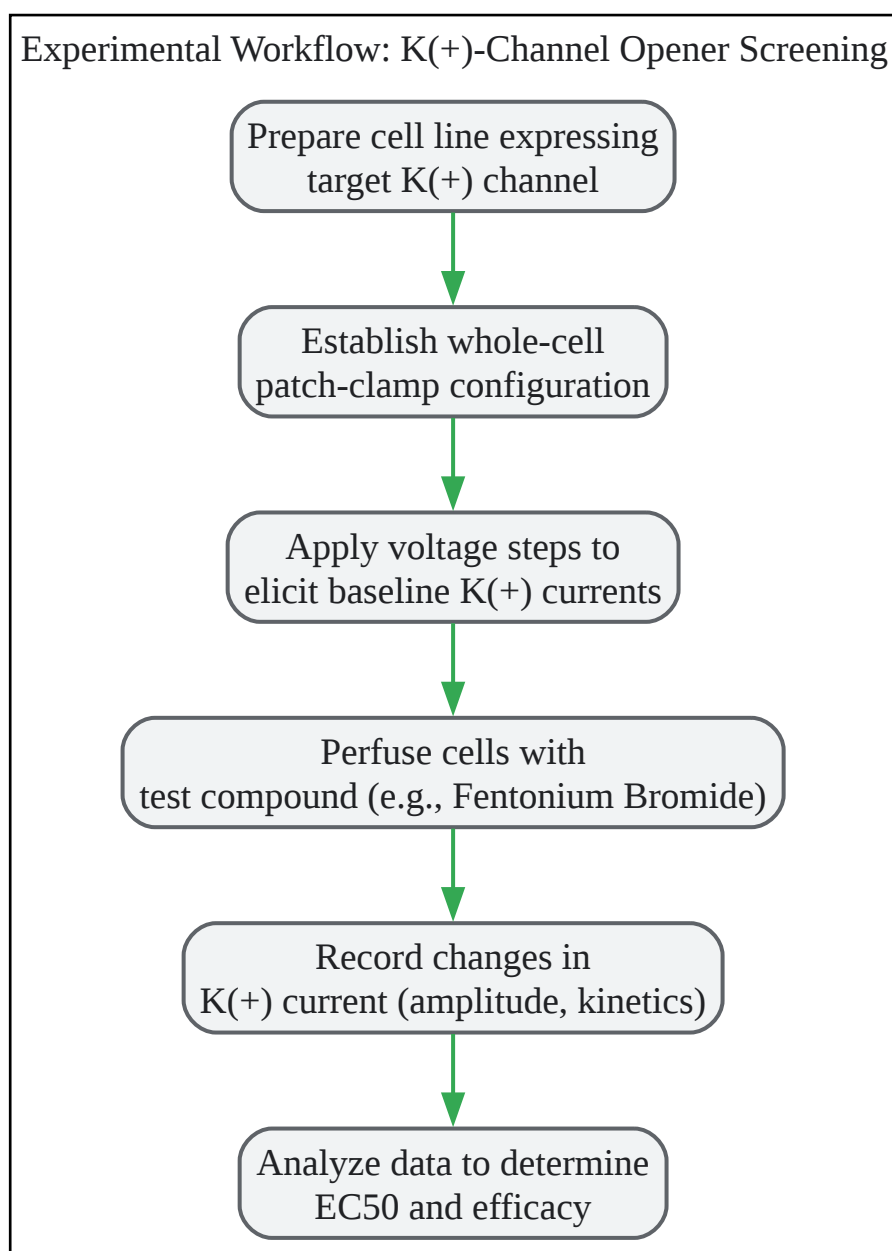 Experimental Workflow: K(+)-Channel Opener Screening
Prepare cell line expressing
target K(+) channel
Establish whole-cell
patch-clamp configuration
Apply voltage steps to
elicit baseline K(+) currents
Perfuse cells with
test compound (e.g., Fentonium Bromide)
Record changes in
K(+) current (amplitude, kinetics)
Analyze data to determine
EC50 and efficacy